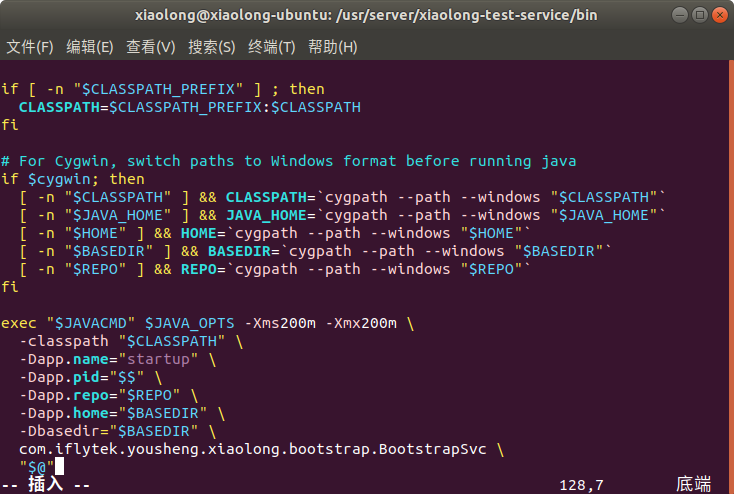 xiaolong@xiaolong-ubuntu: /usr/server/xiaolong-test-service/bin
文件(F) 编辑(E) 查看(V) 搜索(S) 终端(T) 帮助(H)
if [ -n "$CLASSPATH_PREFIX" ] ; then
  CLASSPATH=$CLASSPATH_PREFIX:$CLASSPATH
fi
# For Cygwin, switch paths to Windows format before running java
if $cygwin; then
  [ -n "$CLASSPATH" ] && CLASSPATH=`cygpath --path --windows "$CLASSPATH"`
  [ -n "$JAVA_HOME" ] && JAVA_HOME=`cygpath --path --windows "$JAVA_HOME"`
  [ -n "$HOME" ] && HOME=`cygpath --path --windows "$HOME"`
  [ -n "$BASEDIR" ] && BASEDIR=`cygpath --path --windows "$BASEDIR"`
  [ -n "$REPO" ] && REPO=`cygpath --path --windows "$REPO"`
fi
exec "$JAVACMD" $JAVA_OPTS -Xms200m -Xmx200m \
  -classpath "$CLASSPATH" \
  -Dapp.name="startup" \
  -Dapp.pid="$$" \
  -Dapp.repo="$REPO" \
  -Dapp.home="$BASEDIR" \
  -Dbasedir="$BASEDIR" \
  com.iflytek.yousheng.xiaolong.bootstrap.BootstrapSvc \
  "$@"
-- 插入 -- 128,7 底端